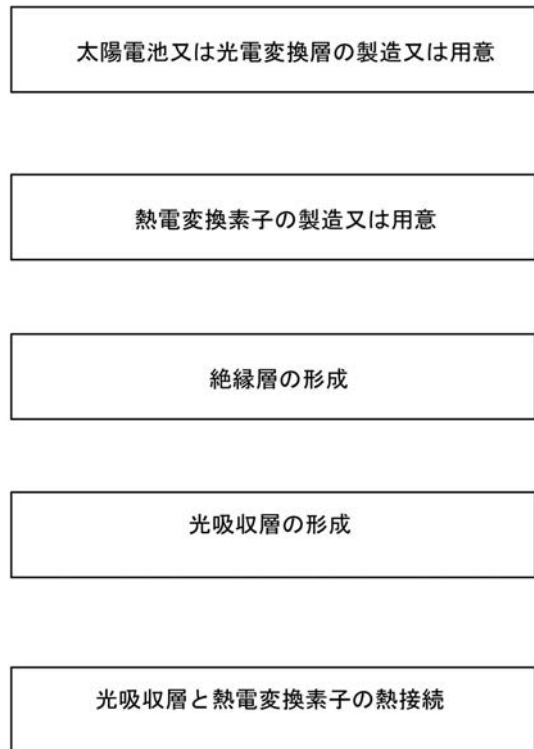 太陽電池又は光電変換層の製造又は用意
熱電変換素子の製造又は用意
絶縁層の形成
光吸収層の形成
光吸収層と熱電変換素子の熱接続